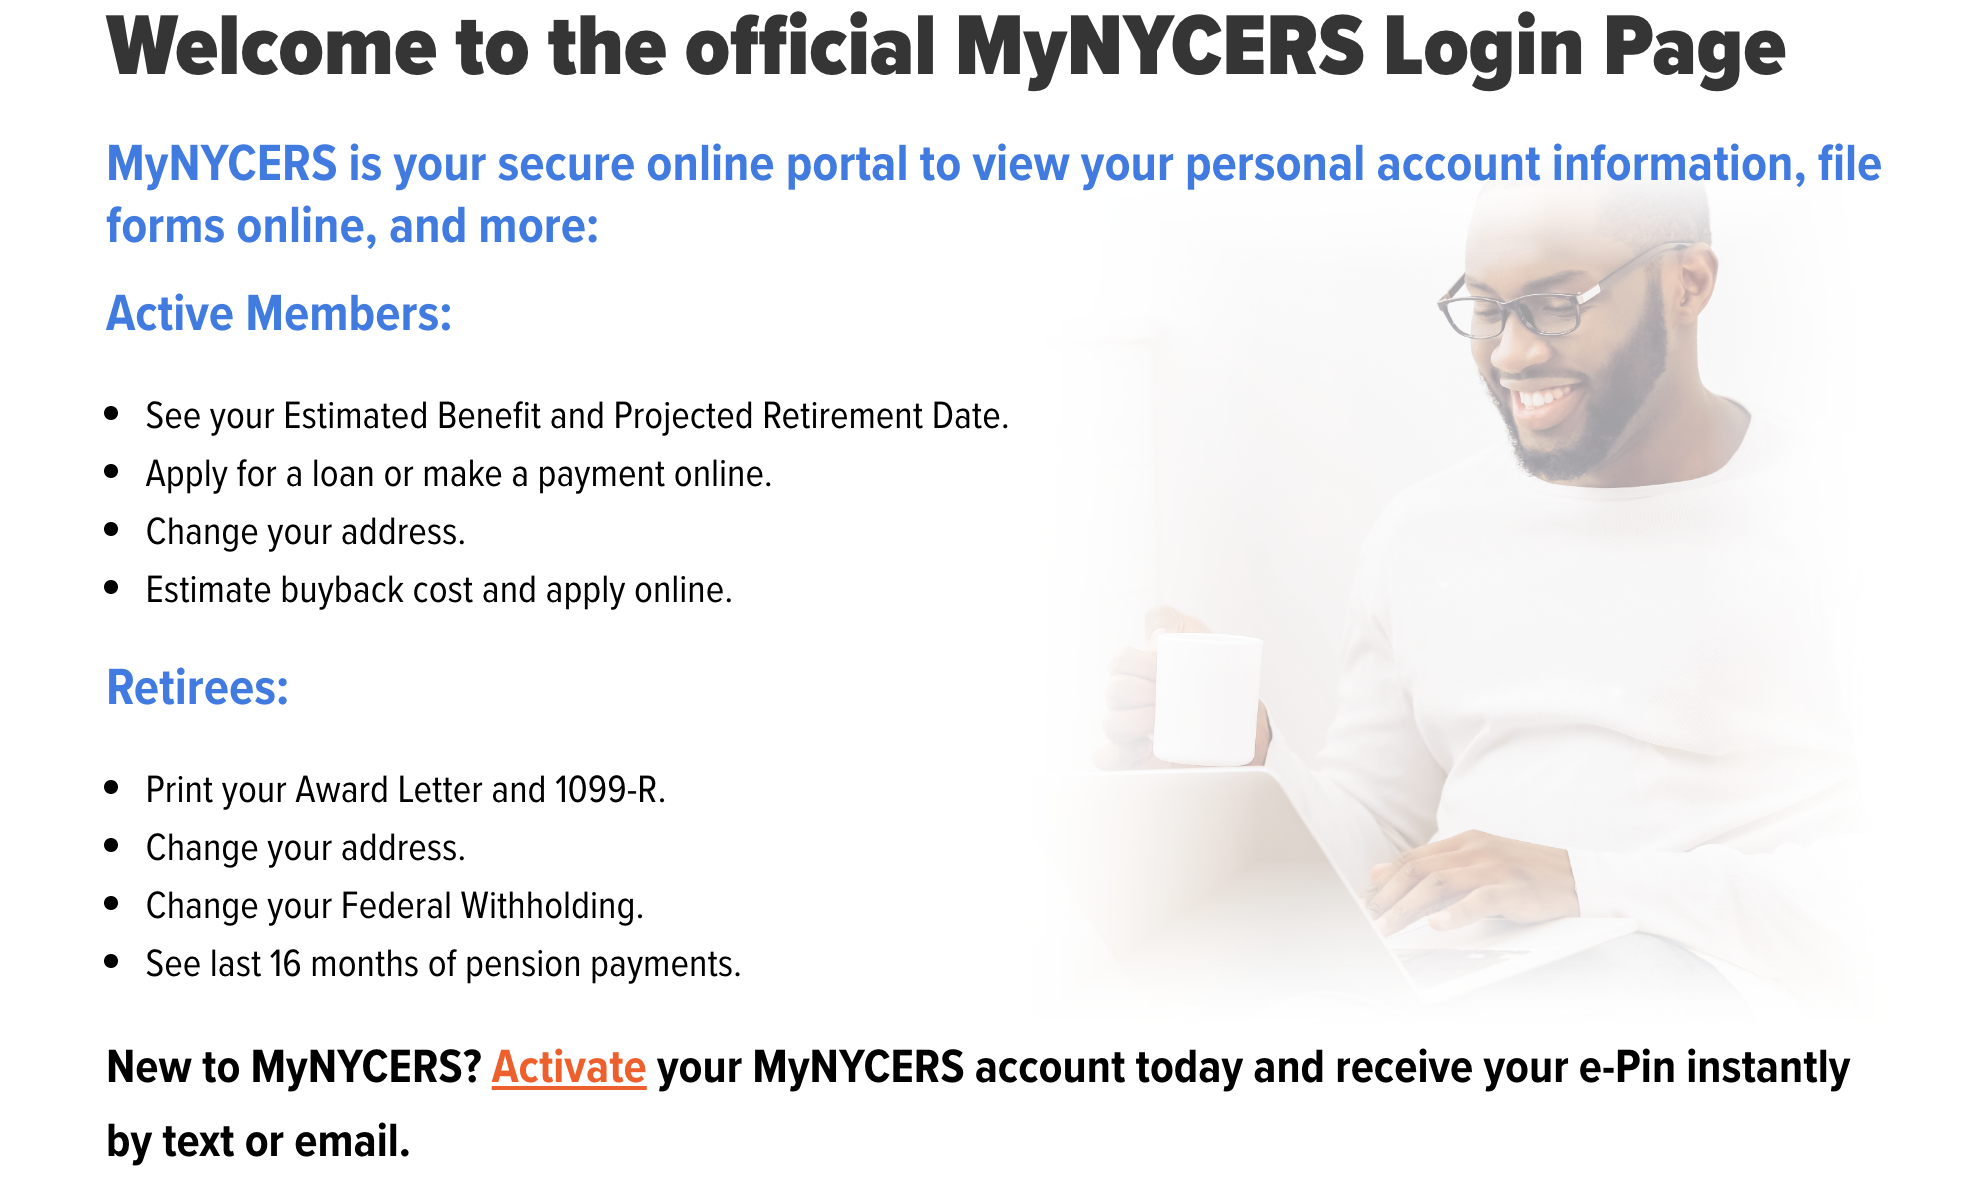 Welcome to the official MyNYCERS Login Page
MyNYCERS is your secure online portal to view your personal account information, file
forms online, and more:
Active Members:
• See your Estimated Benefit and Projected Retirement Date.
• Apply for a loan or make a payment online.
• Change your address.
• Estimate buyback cost and apply online.
Retirees:
• Print your Award Letter and 1099-R.
• Change your address.
• Change your Federal Withholding.
• See last 16 months of pension payments.
New to MyNYCERS? Activate your MyNYCERS account today and receive your e-Pin instantly
by text or email.